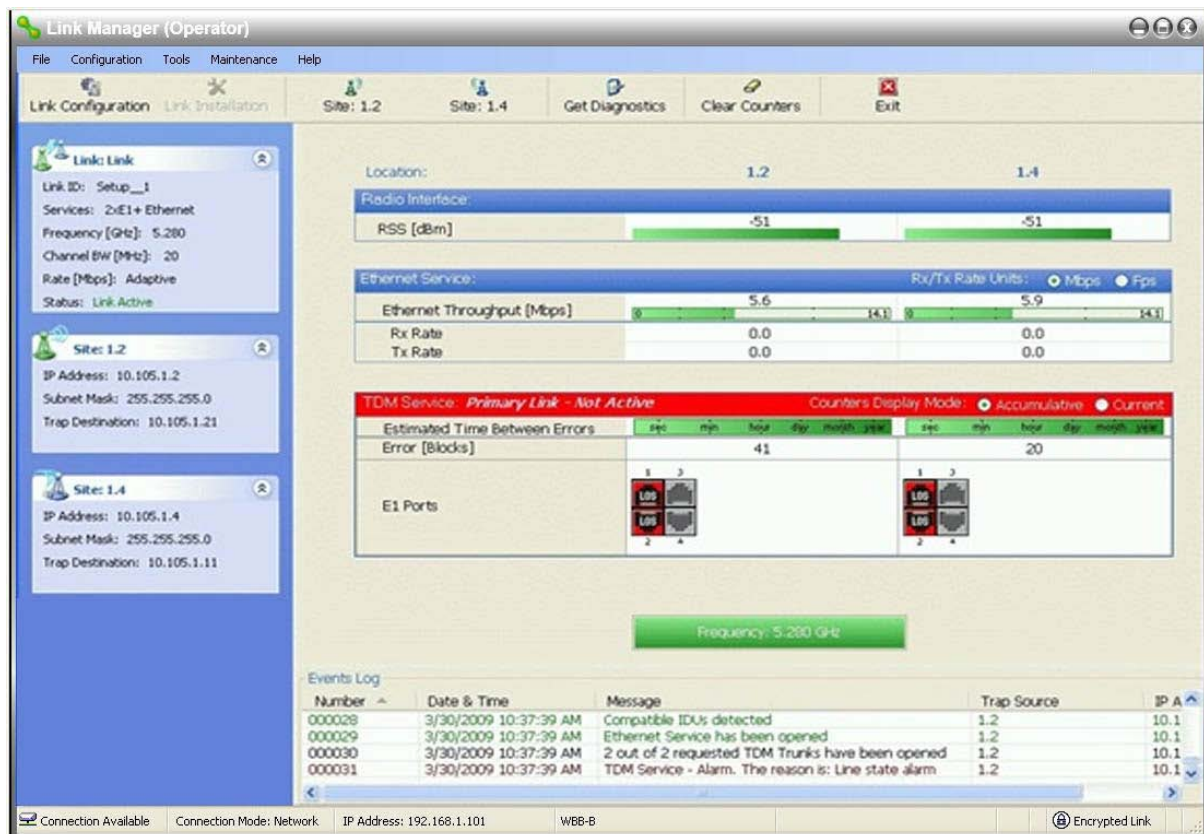 Link Manager (Operator)
File Configuration Tools Maintenance Help
Link Configuration Link Installation Site: 1.2 Site: 1.4 Get Diagnostics Clear Counters Exit
Link: Link
Link ID: Setup__1
Services: 2xE1+ Ethernet
Frequency [GHz]: 5.280
Channel BW [MHz]: 20
Rate [Mbps]: Adaptive
Status: Link Active
Site: 1.2
IP Address: 10.105.1.2
Subnet Mask: 255.255.255.0
Trap Destination: 10.105.1.21
Site: 1.4
IP Address: 10.105.1.4
Subnet Mask: 255.255.255.0
Trap Destination: 10.105.1.11
Location: 1.2 1.4
Radio Interface:
RSS [dBm] -51 -51
Ethernet Service: Rx/Tx Rate Units: Mbps Fps
Ethernet Throughput [Mbps] 5.6 5.9
0 14.1 0 14.1
Rx Rate 0.0 0.0
Tx Rate 0.0 0.0
TDM Service: Primary Link - Not Active Counters Display Mode: Accumulative Current
Estimated Time Between Errors sec min hour day month year sec min hour day month year
Error [Blocks] 41 20
E1 Ports
1 3 1 3
LOS LOS
LOS LOS
2 4 2 4
Frequency: 5.280 GHz
Events Log
Number Date & Time Message Trap Source IP A
000028 3/30/2009 10:37:39 AM Compatible IDUs detected 1.2 10.1
000029 3/30/2009 10:37:39 AM Ethernet Service has been opened 1.2 10.1
000030 3/30/2009 10:37:39 AM 2 out of 2 requested TDM Trunks have been opened 1.2 10.1
000031 3/30/2009 10:37:39 AM TDM Service - Alarm. The reason is: Line state alarm 1.2 10.1
Connection Available Connection Mode: Network IP Address: 192.168.1.101 WBB-B Encrypted Link